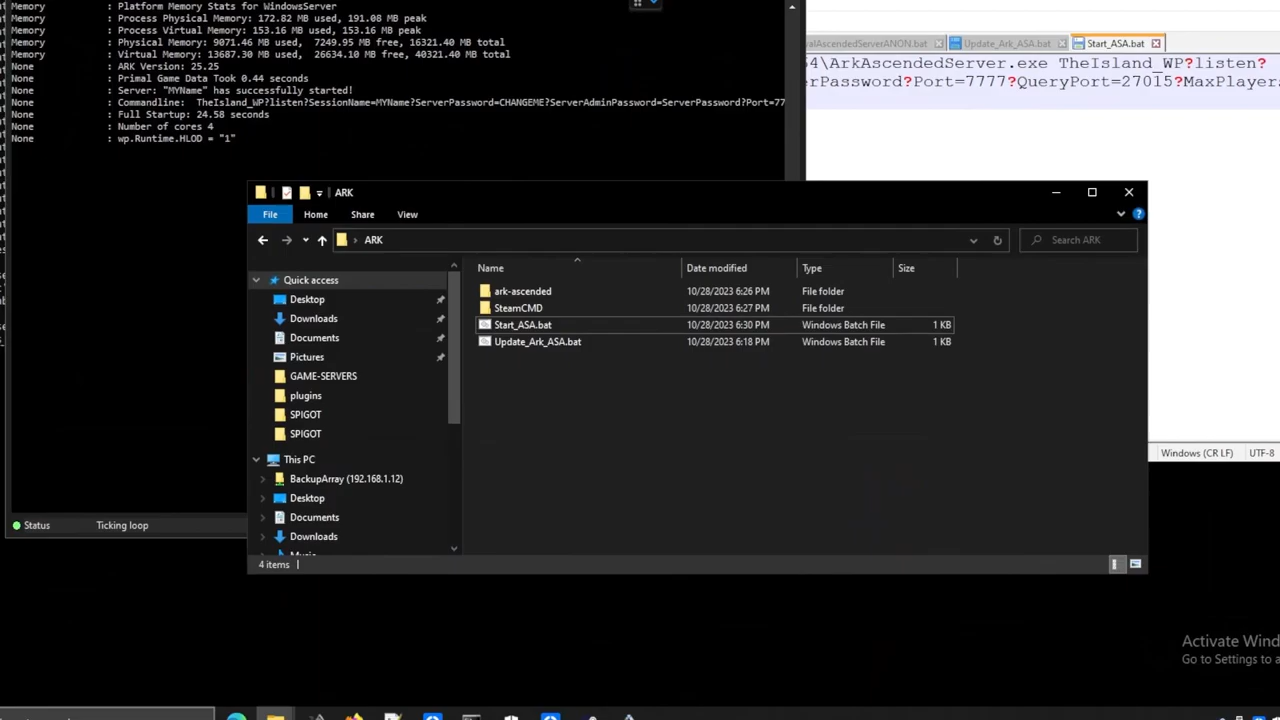 Memory : Platform Memory Stats for WindowsServer
Memory : Process Physical Memory: 172.82 MB used, 191.08 MB peak
Memory : Process Virtual Memory: 153.16 MB used, 153.16 MB peak
Memory : Physical Memory: 9071.46 MB used, 7249.95 MB free, 16321.40 MB total
Memory : Virtual Memory: 13687.30 MB used, 26634.10 MB free, 40321.40 MB total
None : ARK Version: 25.25
None : Primal Game Data Took 0.44 seconds
None : Server: "MYName" has successfully started!
None : Commandline: TheIsland_WP?listen?SessionName=MYName?ServerPassword=CHANGEME?ServerAdminPassword=ServerPassword?Port=77
None : Full Startup: 24.58 seconds
None : Number of cores 4
None : wp.Runtime.HLOD = "1"
Status Ticking loop
valAscendedServerANON.bat Update_Ark_ASA.bat Start_ASA.bat
54\ArkAscendedServer.exe TheIsland_WP?listen?
erPassword?Port=7777?QueryPort=27015?MaxPlayers
Windows (CR LF) UTF-8
ARK
File Home Share View
ARK
Search ARK
Quick access
Desktop
Downloads
Documents
Pictures
GAME-SERVERS
plugins
SPIGOT
SPIGOT
This PC
BackupArray (192.168.1.12)
Desktop
Documents
Downloads
Music
Name Date modified Type Size
ark-ascended 10/28/2023 6:26 PM File folder
SteamCMD 10/28/2023 6:27 PM File folder
Start_ASA.bat 10/28/2023 6:30 PM Windows Batch File 1 KB
Update_Ark_ASA.bat 10/28/2023 6:18 PM Windows Batch File 1 KB
4 items
Activate Wind
Go to Settings to a